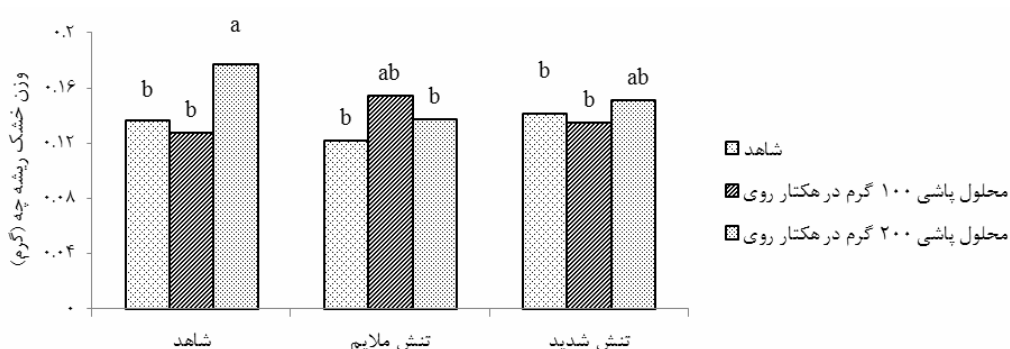 وزن خشک ریشه چه (گرم)
۰.۲
۰.۱۶
۰.۱۲
۰.۰۸
۰.۰۴
۰
b
b
a
b
ab
b
b
b
ab
شاهد
تنش ملایم
تنش شدید
شاهد
محلول پاشی ۱۰۰ گرم در هکتار روی
محلول پاشی ۲۰۰ گرم در هکتار روی